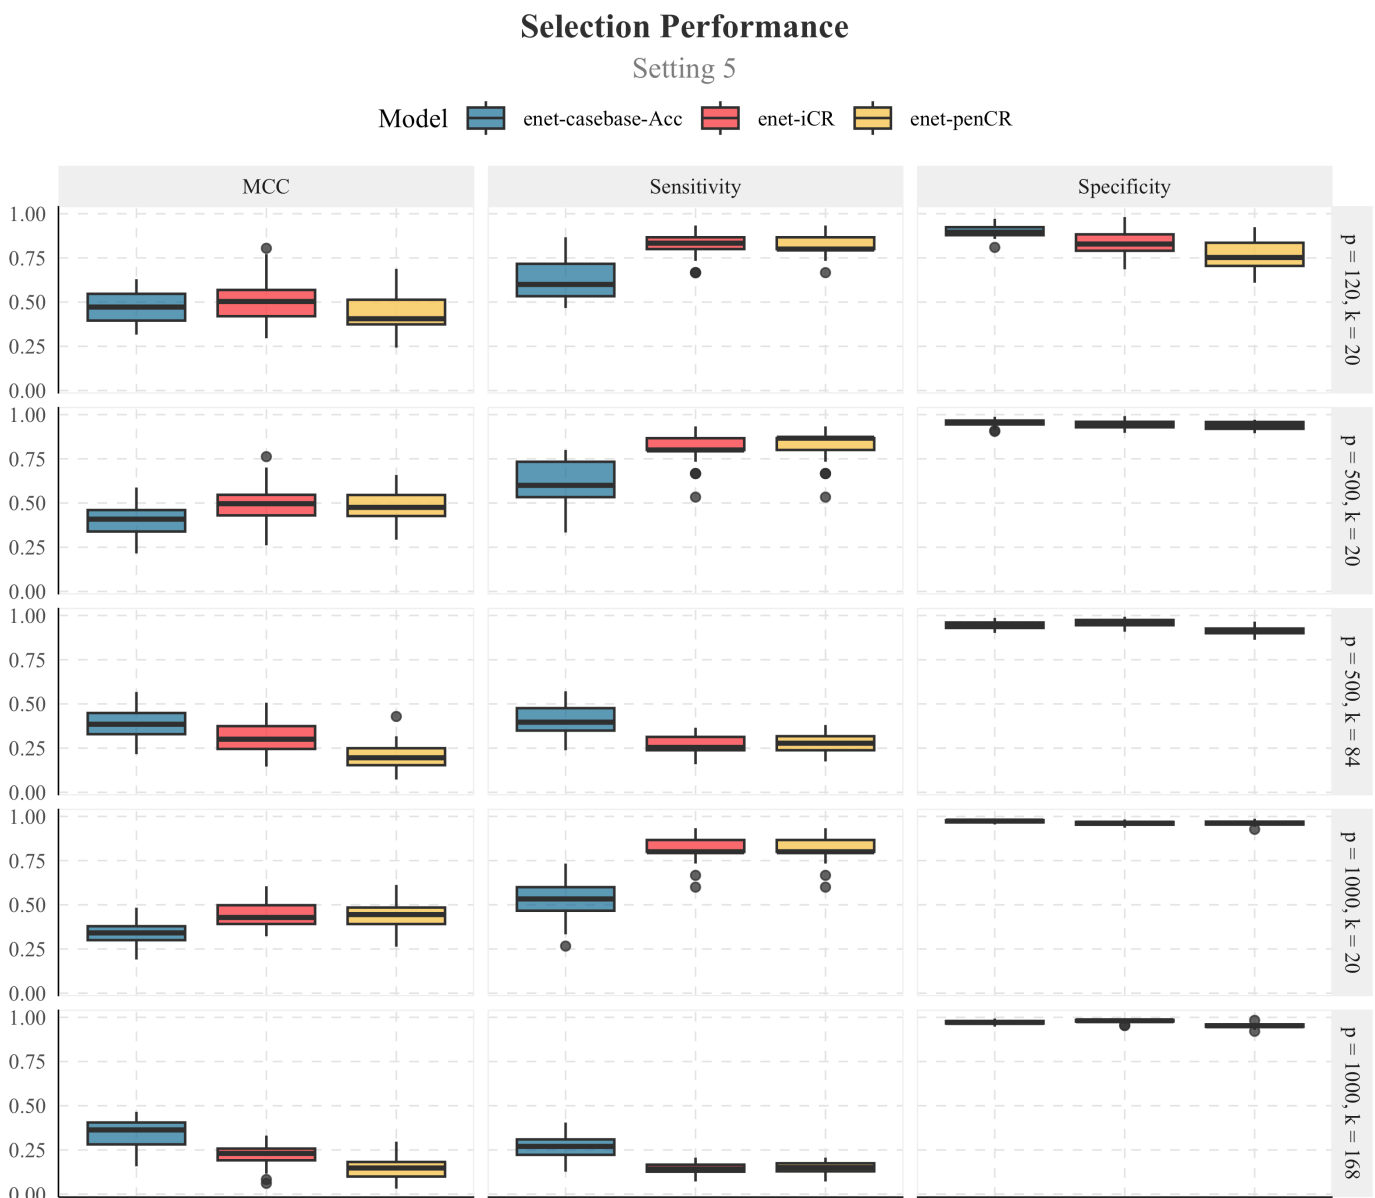 Selection Performance
Setting 5
Model enet-casebase-Acc enet-iCR enet-penCR
MCC Sensitivity Specificity
1.00
0.75
0.50
0.25
0.00
p = 120, k = 20
1.00
0.75
0.50
0.25
0.00
p = 500, k = 20
1.00
0.75
0.50
0.25
0.00
p = 500, k = 84
1.00
0.75
0.50
0.25
0.00
p = 1000, k = 20
1.00
0.75
0.50
0.25
0.00
p = 1000, k = 168